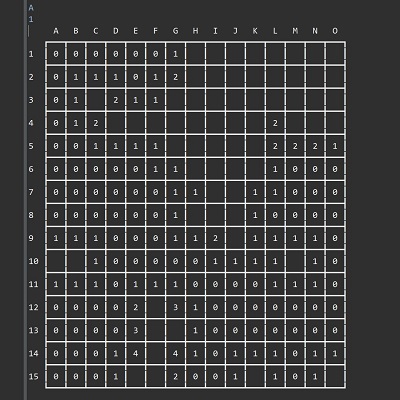 A
1
A B C D E F G H I J K L M N O
1 0 0 0 0 0 0 1
2 0 1 1 1 0 1 2
3 0 1 2 1 1
4 0 1 2 2
5 0 0 1 1 1 1 2 2 2 1
6 0 0 0 0 0 1 1 1 0 0 0
7 0 0 0 0 0 0 1 1 1 1 0 0 0
8 0 0 0 0 0 0 1 1 0 0 0 0
9 1 1 1 0 0 0 1 1 2 1 1 1 1 0
10 1 0 0 0 0 0 1 1 1 1 1 0
11 1 1 1 0 1 1 1 0 0 0 0 1 1 1 0
12 0 0 0 0 2 3 1 0 0 0 0 0 0 0
13 0 0 0 0 3 1 0 0 0 0 0 0 0
14 0 0 0 1 4 4 1 0 1 1 1 1 0 1 1
15 0 0 0 1 2 0 0 1 1 0 1